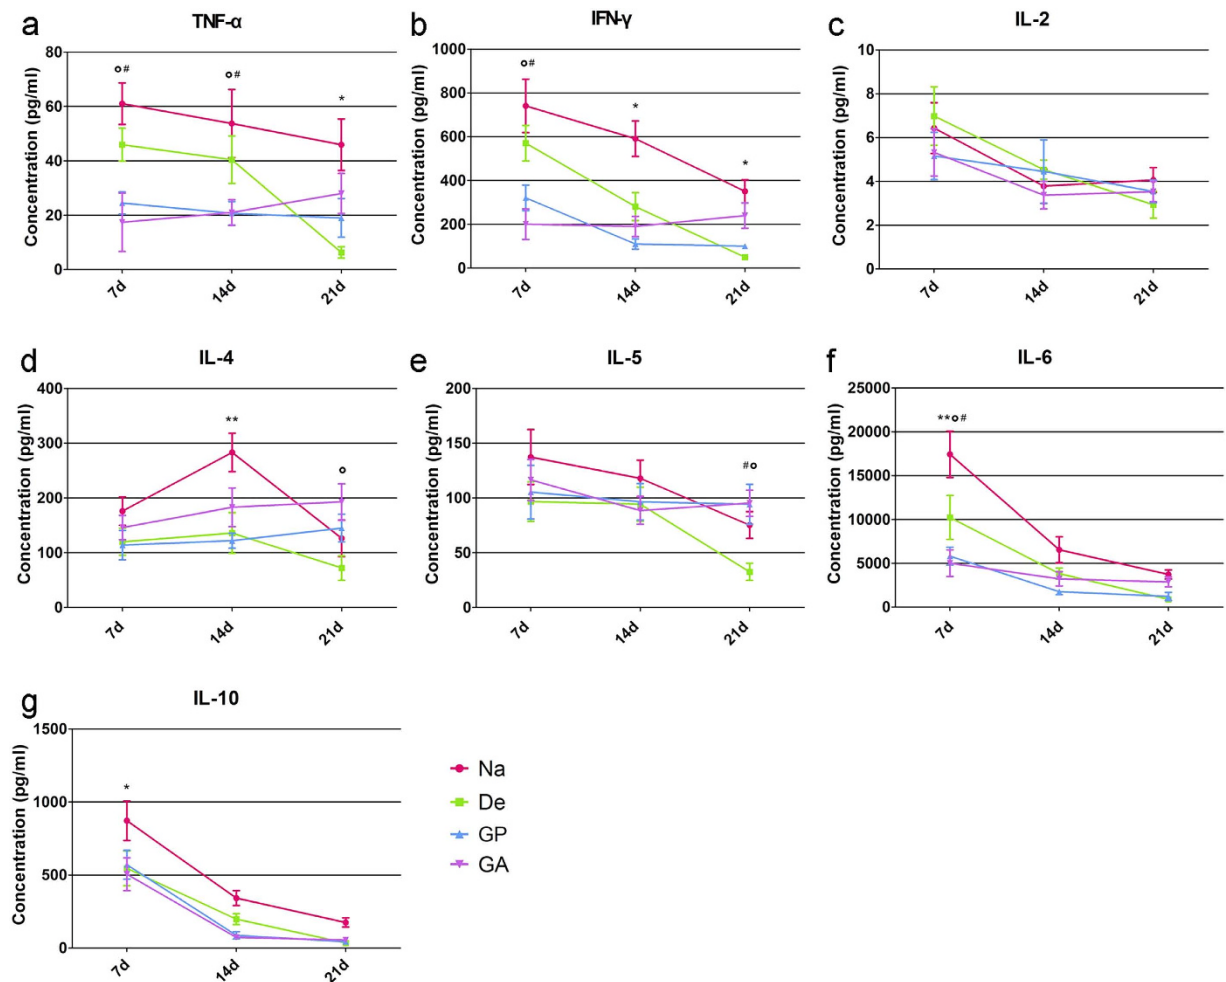 a
TNF-α
Concentration (pg/ml)
80
60
40
20
0
○#
○#
*
7d
14d
21d
b
IFN-γ
Concentration (pg/ml)
1000
800
600
400
200
0
○#
*
*
7d
14d
21d
c
IL-2
Concentration (pg/ml)
10
8
6
4
2
0
7d
14d
21d
d
IL-4
Concentration (pg/ml)
400
300
200
100
0
**
○
7d
14d
21d
e
IL-5
Concentration (pg/ml)
200
150
100
50
0
#○
7d
14d
21d
f
IL-6
Concentration (pg/ml)
25000
20000
15000
10000
5000
0
**○#
7d
14d
21d
g
IL-10
Concentration (pg/ml)
1500
1000
500
0
*
7d
14d
21d
Na
De
GP
GA